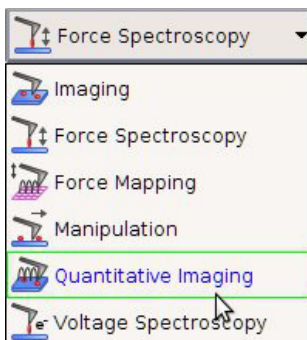 Force Spectroscopy
Imaging
Force Spectroscopy
Force Mapping
Manipulation
Quantitative Imaging
e- Voltage Spectroscopy